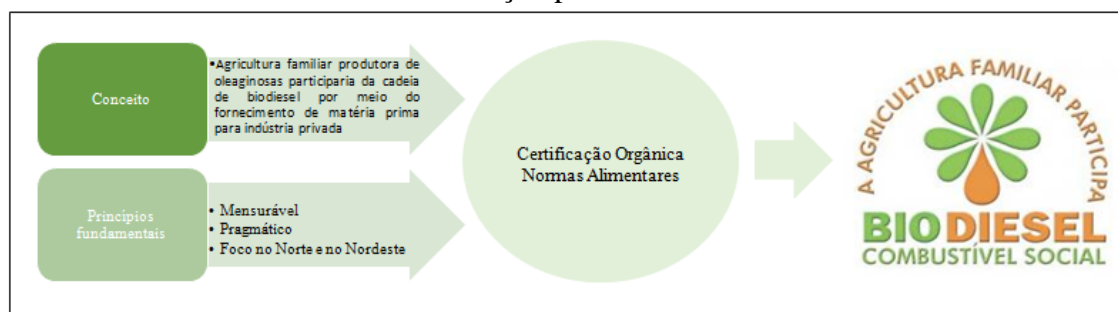 ção p
Conceito
•Agricultura familiar produtora de
oleaginosas participaria da cadeia
de biodiesel por meio do
fornecimento de matéria prima
para indústria privada
Princípios
fundamentais
• Mensurável
• Pragmático
• Foco no Norte e no Nordeste
Certificação Orgânica
Normas Alimentares
A AGRICULTURA FAMILIAR PARTICIPA
BIODIESEL
COMBUSTÍVEL SOCIAL